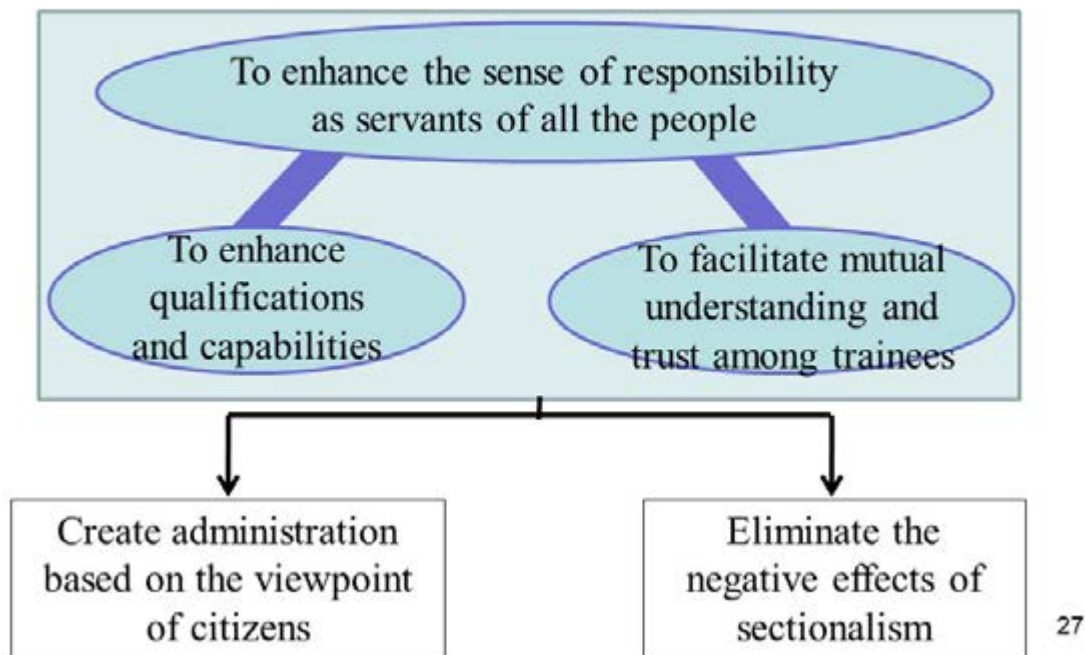 To enhance the sense of responsibility
as servants of all the people
To enhance
qualifications
and capabilities
To facilitate mutual
understanding and
trust among trainees
Create administration
based on the viewpoint
of citizens
Eliminate the
negative effects of
sectionalism
27